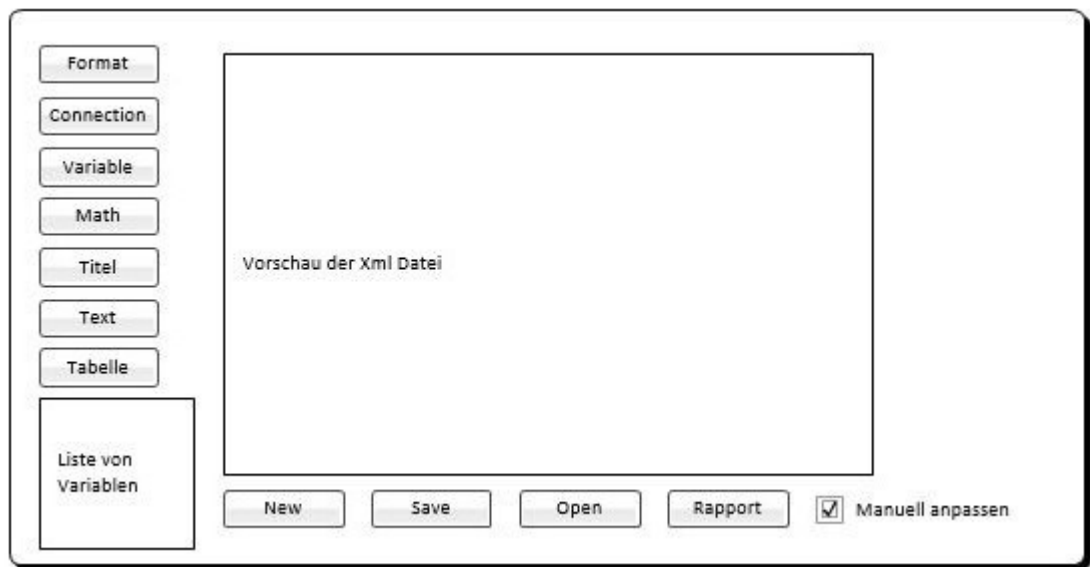 Format
Connection
Variable
Math
Titel
Text
Tabelle
Liste von
Variablen
Vorschau der Xml Datei
New
Save
Open
Rapport
Manuell anpassen